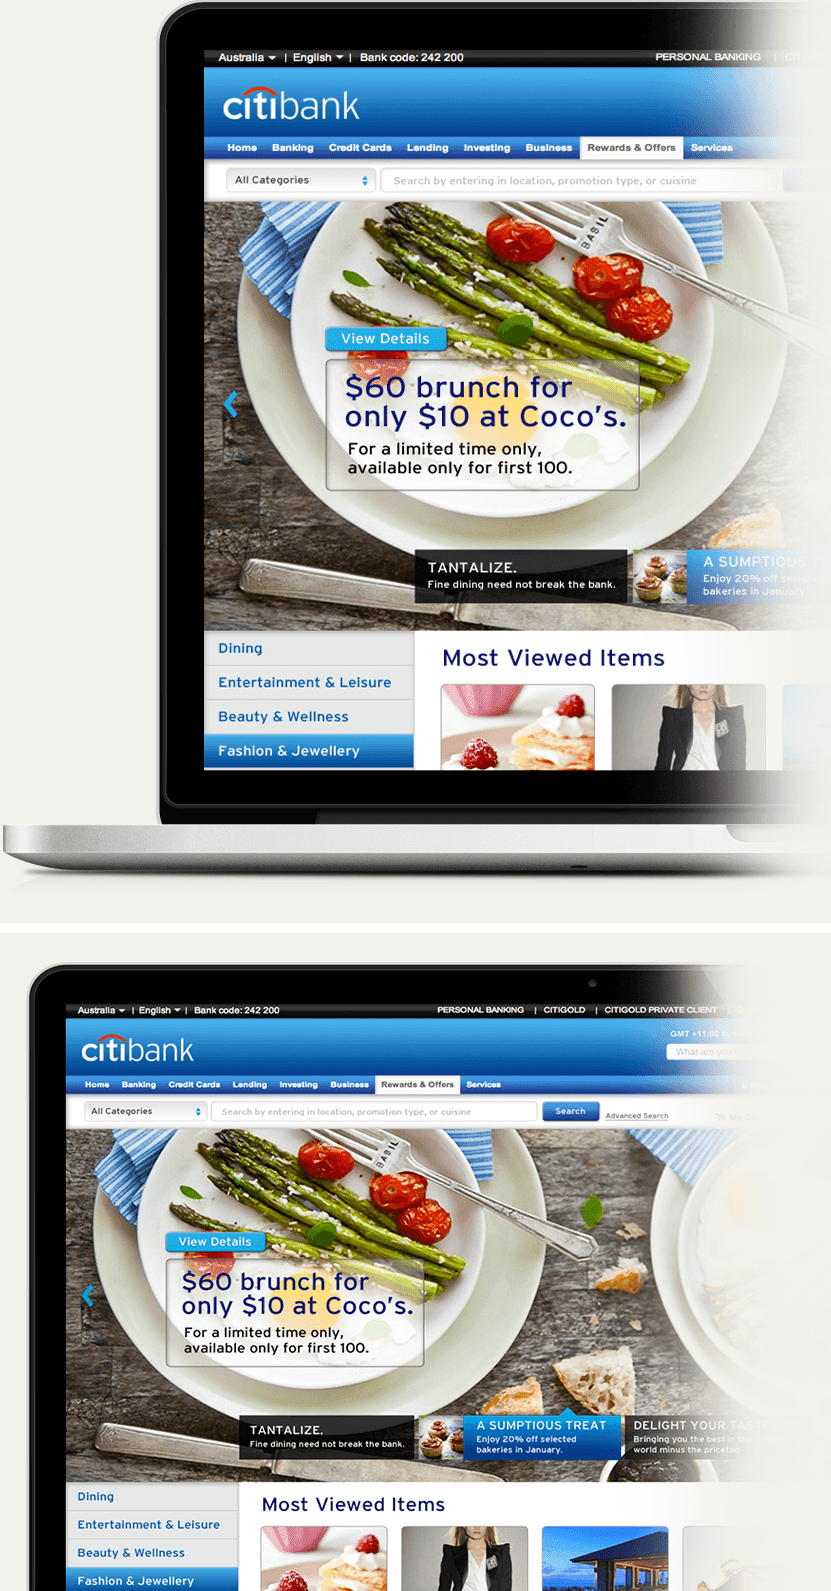 Australia | English | Bank code: 242 200 PERSONAL BANKING |
citibank
Home Banking Credit Cards Lending Investing Business Rewards & Offers Services
All Categories Search by entering in location, promotion type, or cuisine
BASIL
View Details
$60 brunch for
only $10 at Coco's.
For a limited time only,
available only for first 100.
TANTALIZE.
Fine dining need not break the bank.
A SUMPTIOUS
Enjoy 20% off selected
bakeries in January.
Dining
Entertainment & Leisure
Beauty & Wellness
Fashion & Jewellery
Most Viewed Items
Australia | English | Bank code: 242 200 PERSONAL BANKING | CITIGOLD | CITIGOLD PRIVATE CLIENT |
GMT +11:00
citibank
What are you
Home Banking Credit Cards Lending Investing Business Rewards & Offers Services
All Categories Search by entering in location, promotion type, or cuisine Search Advanced Search
BASIL
View Details
$60 brunch for
only $10 at Coco's.
For a limited time only,
available only for first 100.
TANTALIZE.
Fine dining need not break the bank.
A SUMPTIOUS TREAT
Enjoy 20% off selected
bakeries in January.
DELIGHT YOUR TASTE
Bringing you the best in
world minus the pricetag
Dining
Entertainment & Leisure
Beauty & Wellness
Fashion & Jewellery
Most Viewed Items